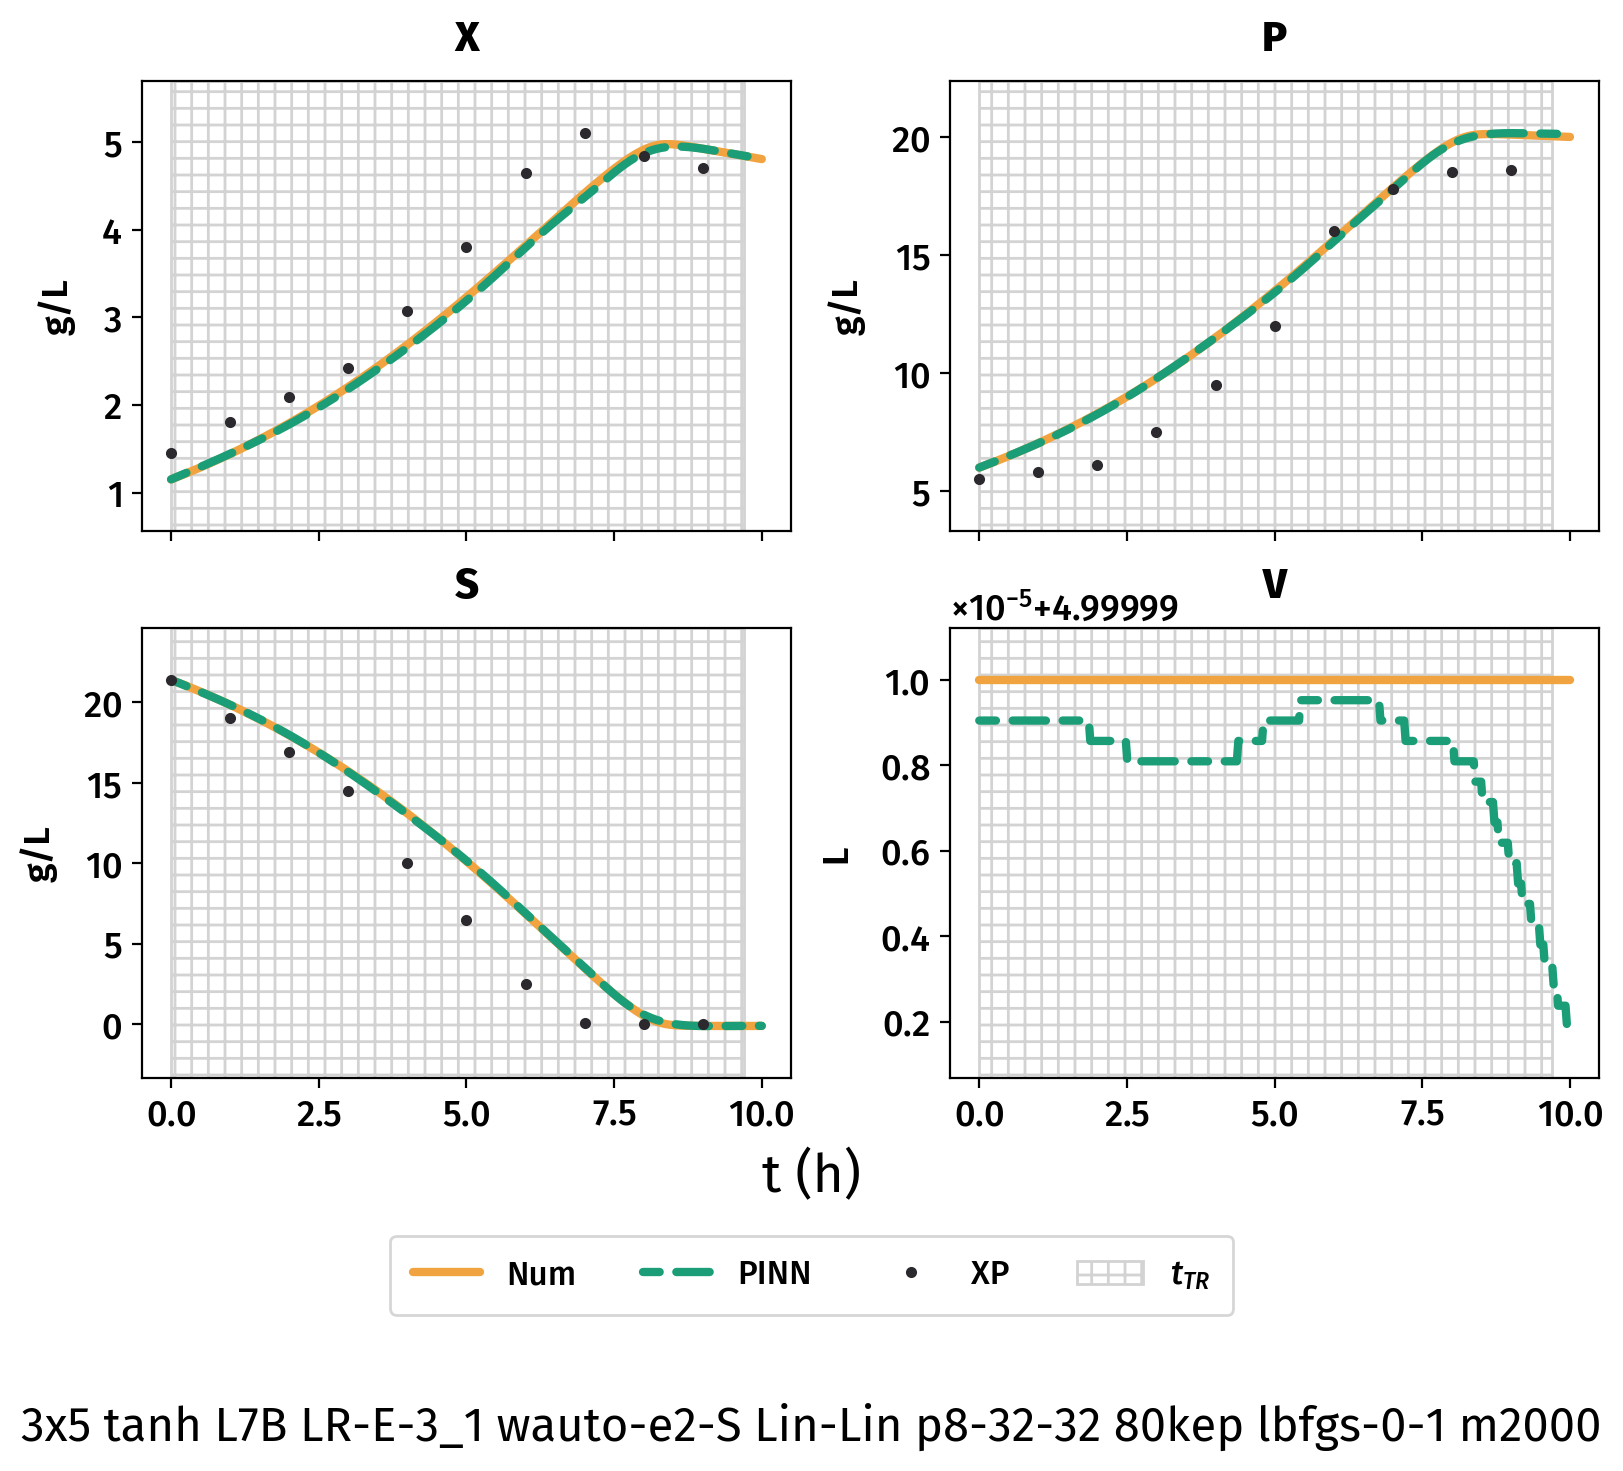 X
P
5
4
3
2
1
g/L
20
15
10
5
g/L
S
V
×10⁻⁵+4.99999
20
15
10
5
0
g/L
1.0
0.8
0.6
0.4
0.2
L
0.0 2.5 5.0 7.5 10.0
0.0 2.5 5.0 7.5 10.0
t (h)
Num PINN XP tTR
3x5 tanh L7B LR-E-3_1 wauto-e2-S Lin-Lin p8-32-32 80kep lbfgs-0-1 m2000